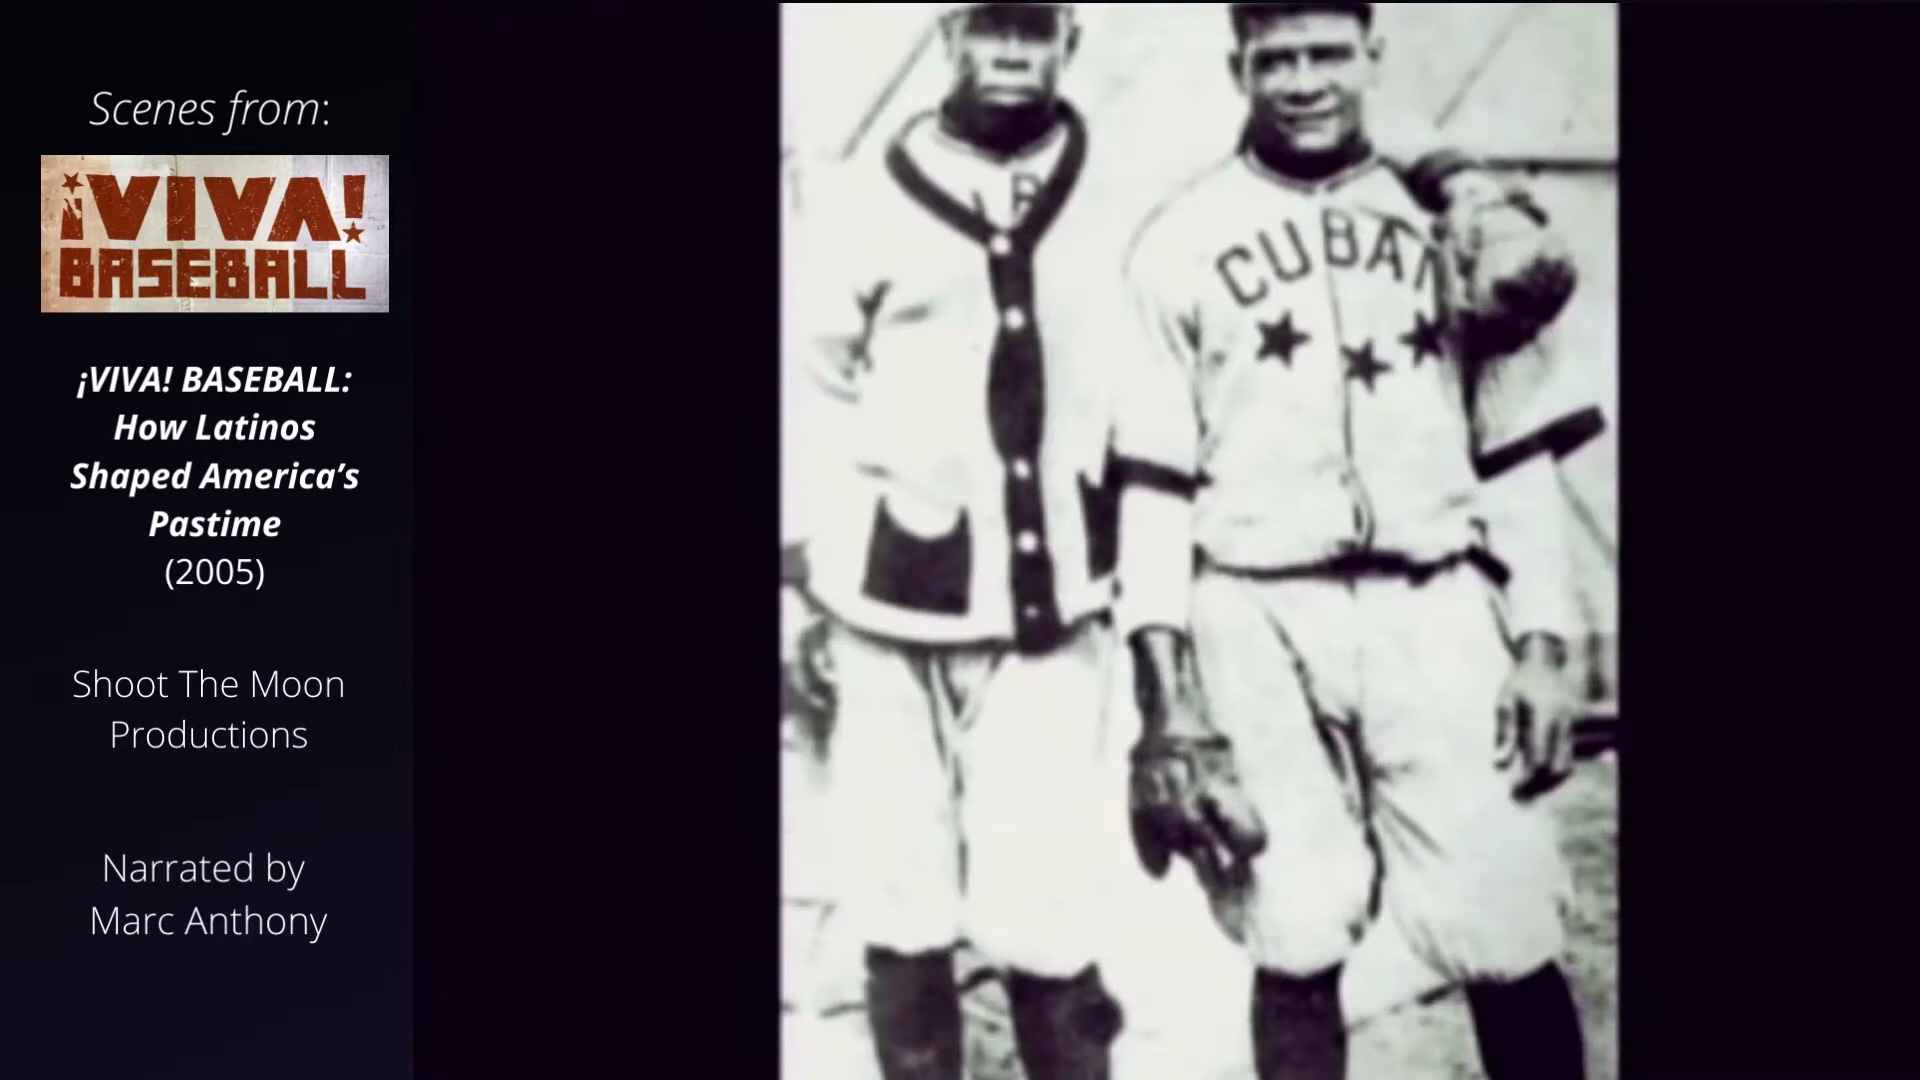 Scenes from:
¡VIVA!
BASEBALL
¡VIVA! BASEBALL:
How Latinos
Shaped America’s
Pastime
(2005)
Shoot The Moon
Productions
Narrated by
Marc Anthony
CUBAN